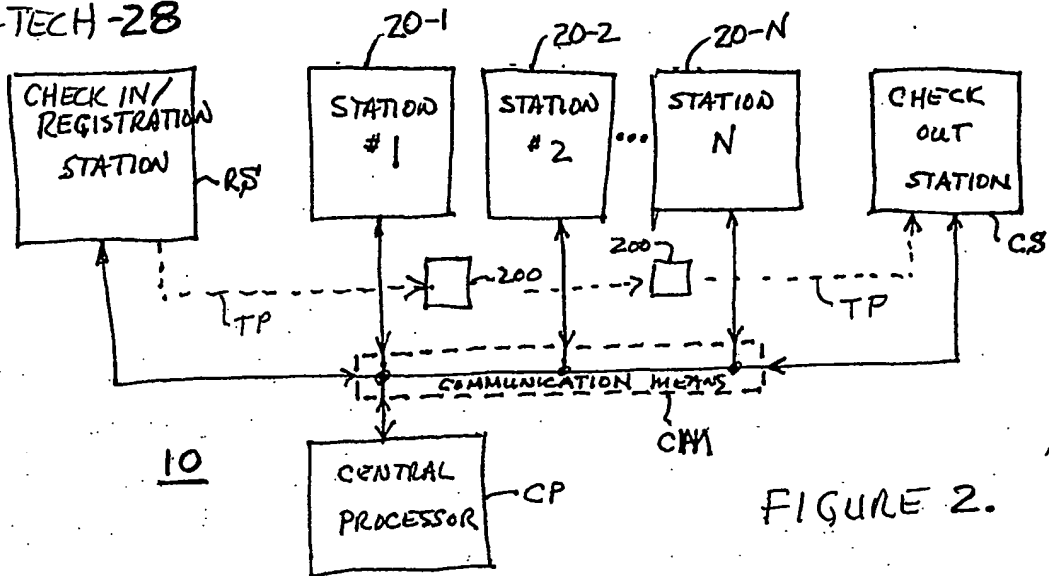 -TECH-28
20-1
20-2
20-N
CHECK IN/
REGISTRATION
STATION
RS
STATION
#1
STATION
#2
...
STATION
N
CHECK
OUT
STATION
CS
200
200
TP
TP
COMMUNICATION MEANS
CM
10
CENTRAL
PROCESSOR
CP
FIGURE 2.